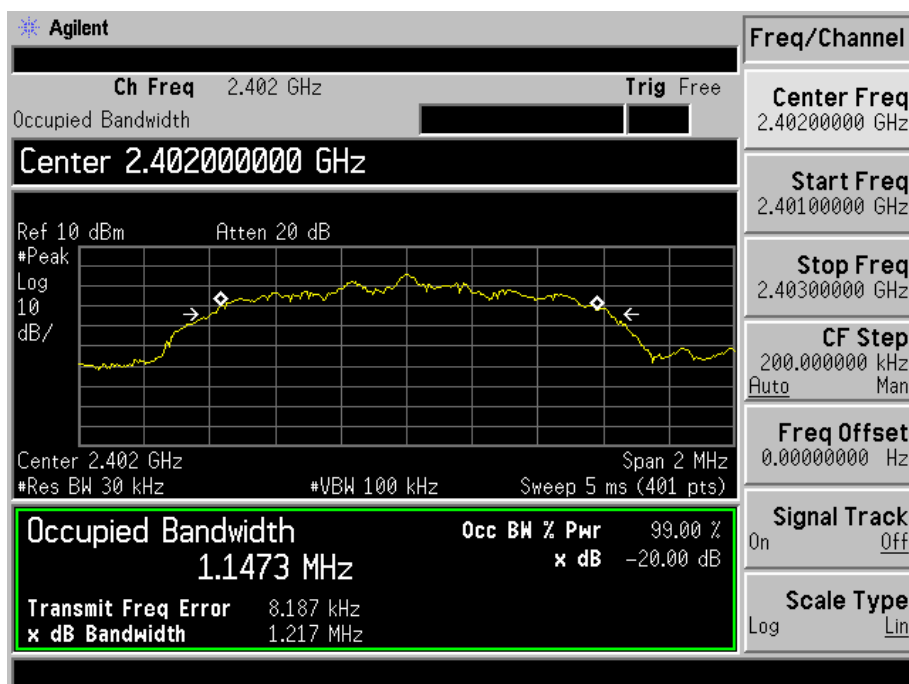 Agilent
Ch Freq 2.402 GHz Trig Free
Occupied Bandwidth
Center 2.402000000 GHz
Ref 10 dBm Atten 20 dB
#Peak
Log
10
dB/
Center 2.402 GHz Span 2 MHz
#Res BW 30 kHz #VBW 100 kHz Sweep 5 ms (401 pts)
Occupied Bandwidth
1.1473 MHz
Occ BW % Pwr 99.00 %
x dB -20.00 dB
Transmit Freq Error 8.187 kHz
x dB Bandwidth 1.217 MHz
Freq/Channel
Center Freq
2.40200000 GHz
Start Freq
2.40100000 GHz
Stop Freq
2.40300000 GHz
CF Step
200.000000 kHz
Auto Man
Freq Offset
0.00000000 Hz
Signal Track
On Off
Scale Type
Log Lin